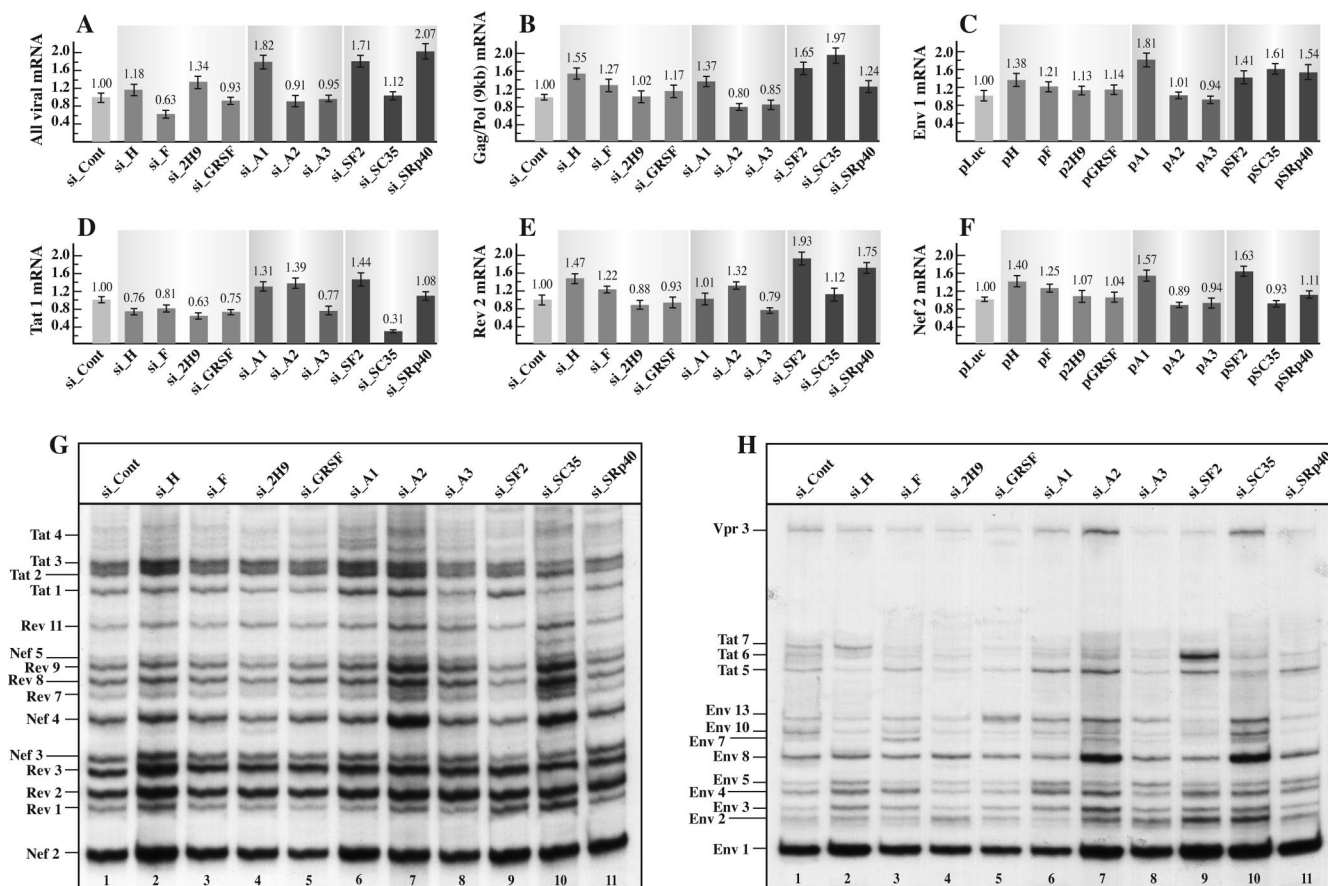 A
All viral mRNA
2.0
1.6
1.2
0.8
0.4
1.00
1.18
0.63
1.34
0.93
1.82
0.91
0.95
1.71
1.12
2.07
si_Cont
si_H
si_F
si_2H9
si_GRSF
si_A1
si_A2
si_A3
si_SF2
si_SC35
si_SRp40
B
Gag/Pol (9kb) mRNA
2.0
1.6
1.2
0.8
0.4
1.00
1.55
1.27
1.02
1.17
1.37
0.80
0.85
1.65
1.97
1.24
si_Cont
si_H
si_F
si_2H9
si_GRSF
si_A1
si_A2
si_A3
si_SF2
si_SC35
si_SRp40
C
Env 1 mRNA
2.0
1.6
1.2
0.8
0.4
1.00
1.38
1.21
1.13
1.14
1.81
1.01
0.94
1.41
1.61
1.54
pLuc
pH
pF
p2H9
pGRSF
pA1
pA2
pA3
pSF2
pSC35
pSRp40
D
Tat 1 mRNA
2.0
1.6
1.2
0.8
0.4
1.00
0.76
0.81
0.63
0.75
1.31
1.39
0.77
1.44
0.31
1.08
si_Cont
si_H
si_F
si_2H9
si_GRSF
si_A1
si_A2
si_A3
si_SF2
si_SC35
si_SRp40
E
Rev 2 mRNA
2.0
1.6
1.2
0.8
0.4
1.00
1.47
1.22
0.88
0.93
1.01
1.32
0.79
1.93
1.12
1.75
si_Cont
si_H
si_F
si_2H9
si_GRSF
si_A1
si_A2
si_A3
si_SF2
si_SC35
si_SRp40
F
Nef 2 mRNA
2.0
1.6
1.2
0.8
0.4
1.00
1.40
1.25
1.07
1.04
1.57
0.89
0.94
1.63
0.93
1.11
pLuc
pH
pF
p2H9
pGRSF
pA1
pA2
pA3
pSF2
pSC35
pSRp40
G
si_Cont
si_H
si_F
si_2H9
si_GRSF
si_A1
si_A2
si_A3
si_SF2
si_SC35
si_SRp40
Tat 4
Tat 3
Tat 2
Tat 1
Rev 11
Nef 5
Rev 9
Rev 8
Rev 7
Nef 4
Nef 3
Rev 3
Rev 2
Rev 1
Nef 2
1 2 3 4 5 6 7 8 9 10 11
H
si_Cont
si_H
si_F
si_2H9
si_GRSF
si_A1
si_A2
si_A3
si_SF2
si_SC35
si_SRp40
Vpr 3
Tat 7
Tat 6
Tat 5
Env 13
Env 10
Env 7
Env 8
Env 5
Env 4
Env 3
Env 2
Env 1
1 2 3 4 5 6 7 8 9 10 11